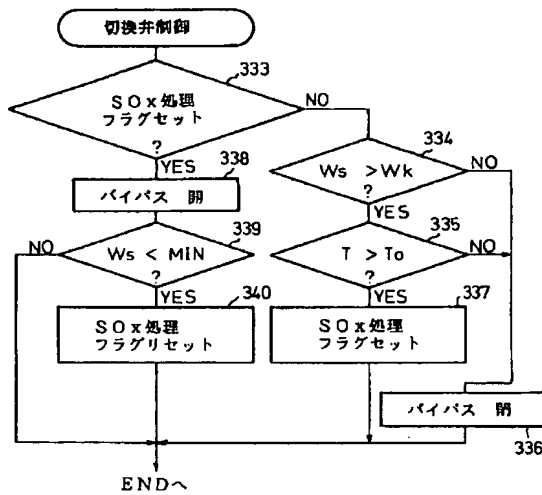 切換弁制御
333
SOx処理
フラグセット
?
NO
YES
338
バイパス 開
339
NO
Ws < MIN
?
YES
340
SOx処理
フラグリセット
334
Ws > Wk
?
NO
YES
335
T > To
?
NO
YES
337
SOx処理
フラグセット
バイパス 閉
336
ENDへ